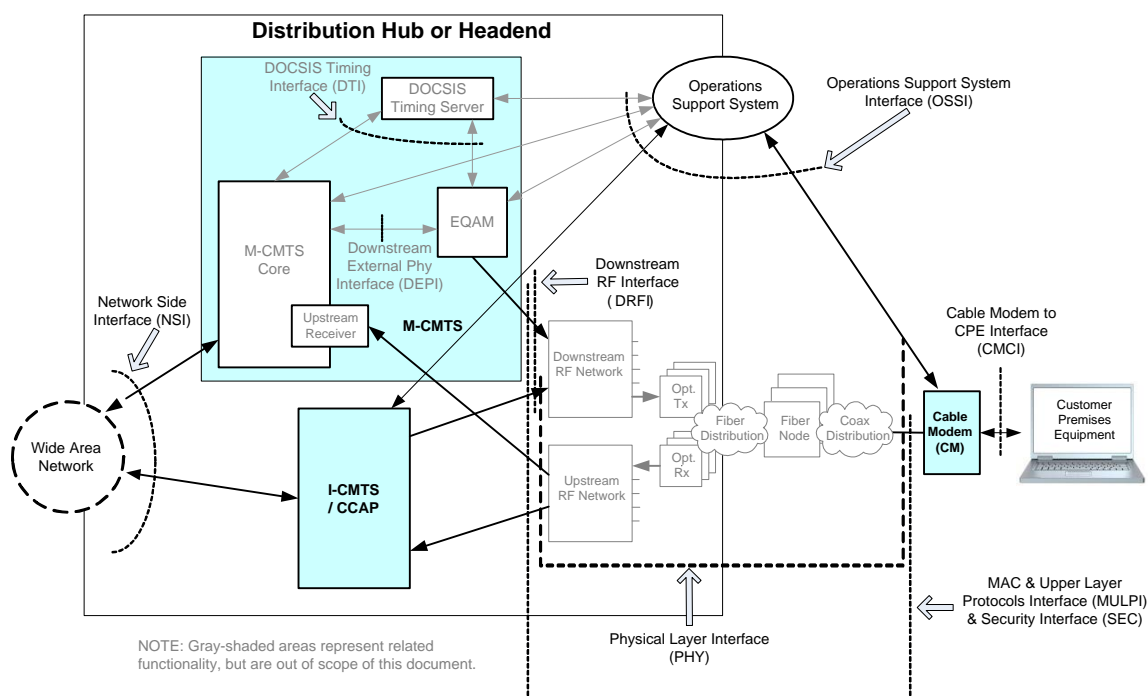 Distribution Hub or Headend
DOCSIS Timing
Interface (DTI)
DOCSIS
Timing Server
Operations
Support System
Operations Support System
Interface (OSSI)
M-CMTS
Core
EQAM
Downstream
External Phy
Interface (DEPI)
Upstream
Receiver
M-CMTS
Network Side
Interface (NSI)
Downstream
RF Interface
(DRFI)
Cable Modem to
CPE Interface
(CMCI)
Downstream
RF Network
Opt.
Tx
Fiber
Distribution
Fiber
Node
Coax
Distribution
Cable
Modem
(CM)
Customer
Premises
Equipment
Wide Area
Network
I-CMTS
/ CCAP
Upstream
RF Network
Opt.
Rx
MAC & Upper Layer
Protocols Interface (MULPI)
& Security Interface (SEC)
Physical Layer Interface
(PHY)
NOTE: Gray-shaded areas represent related
functionality, but are out of scope of this document.